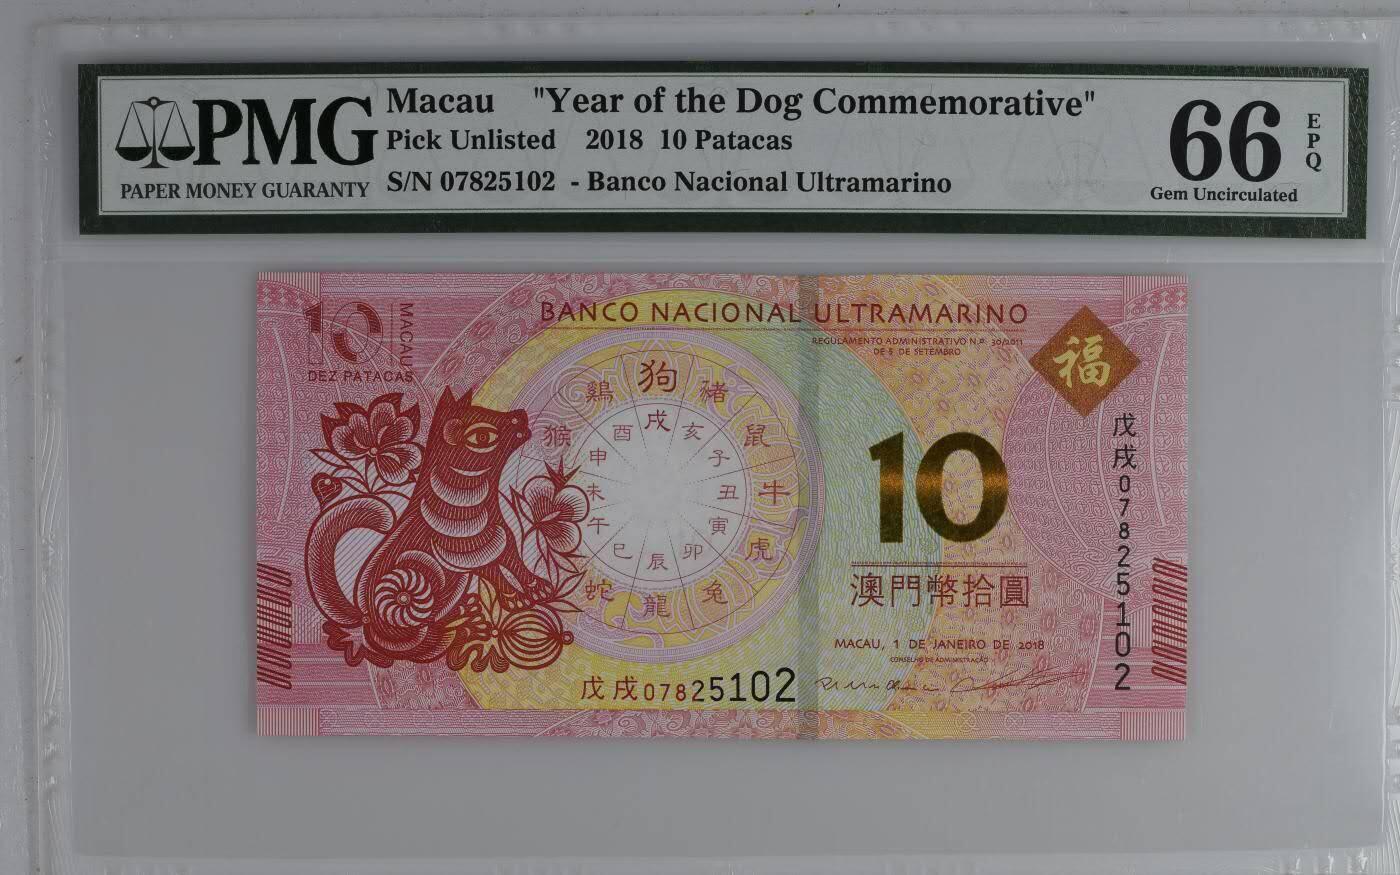 PMG
PAPER MONEY GUARANTY
Macau "Year of the Dog Commemorative"
Pick Unlisted 2018 10 Patacas
S/N 07825102 - Banco Nacional Ultramarino
66
EPQ
Gem Uncirculated
10
MACAU
DEZ PATACAS
BANCO NACIONAL ULTRAMARINO
REGULAMENTO ADMINISTRATIVO N.º 30/2011
DE 5 DE SETEMBRO
福
狗
豬
鼠
牛
虎
兔
龍
蛇
猴
鷄
戌
亥
子
丑
寅
卯
辰
巳
午
未
申
酉
10
澳門幣拾圓
MACAU, 1 DE JANEIRO DE 2018
CONSELHO DE ADMINISTRAÇÃO
戊戌07825102
戊戌07825102